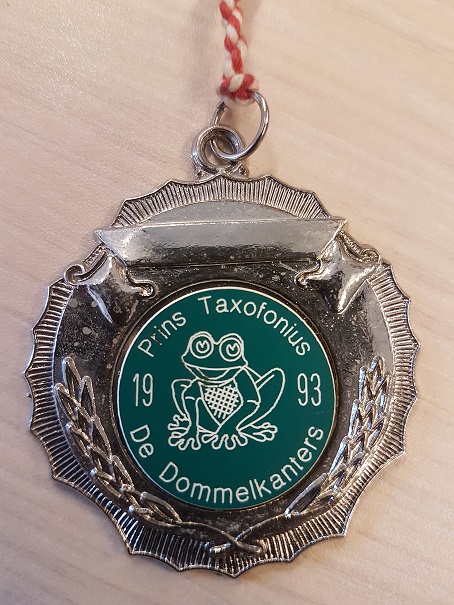 Prins Taxofonius
19 93
De Dommelkanters